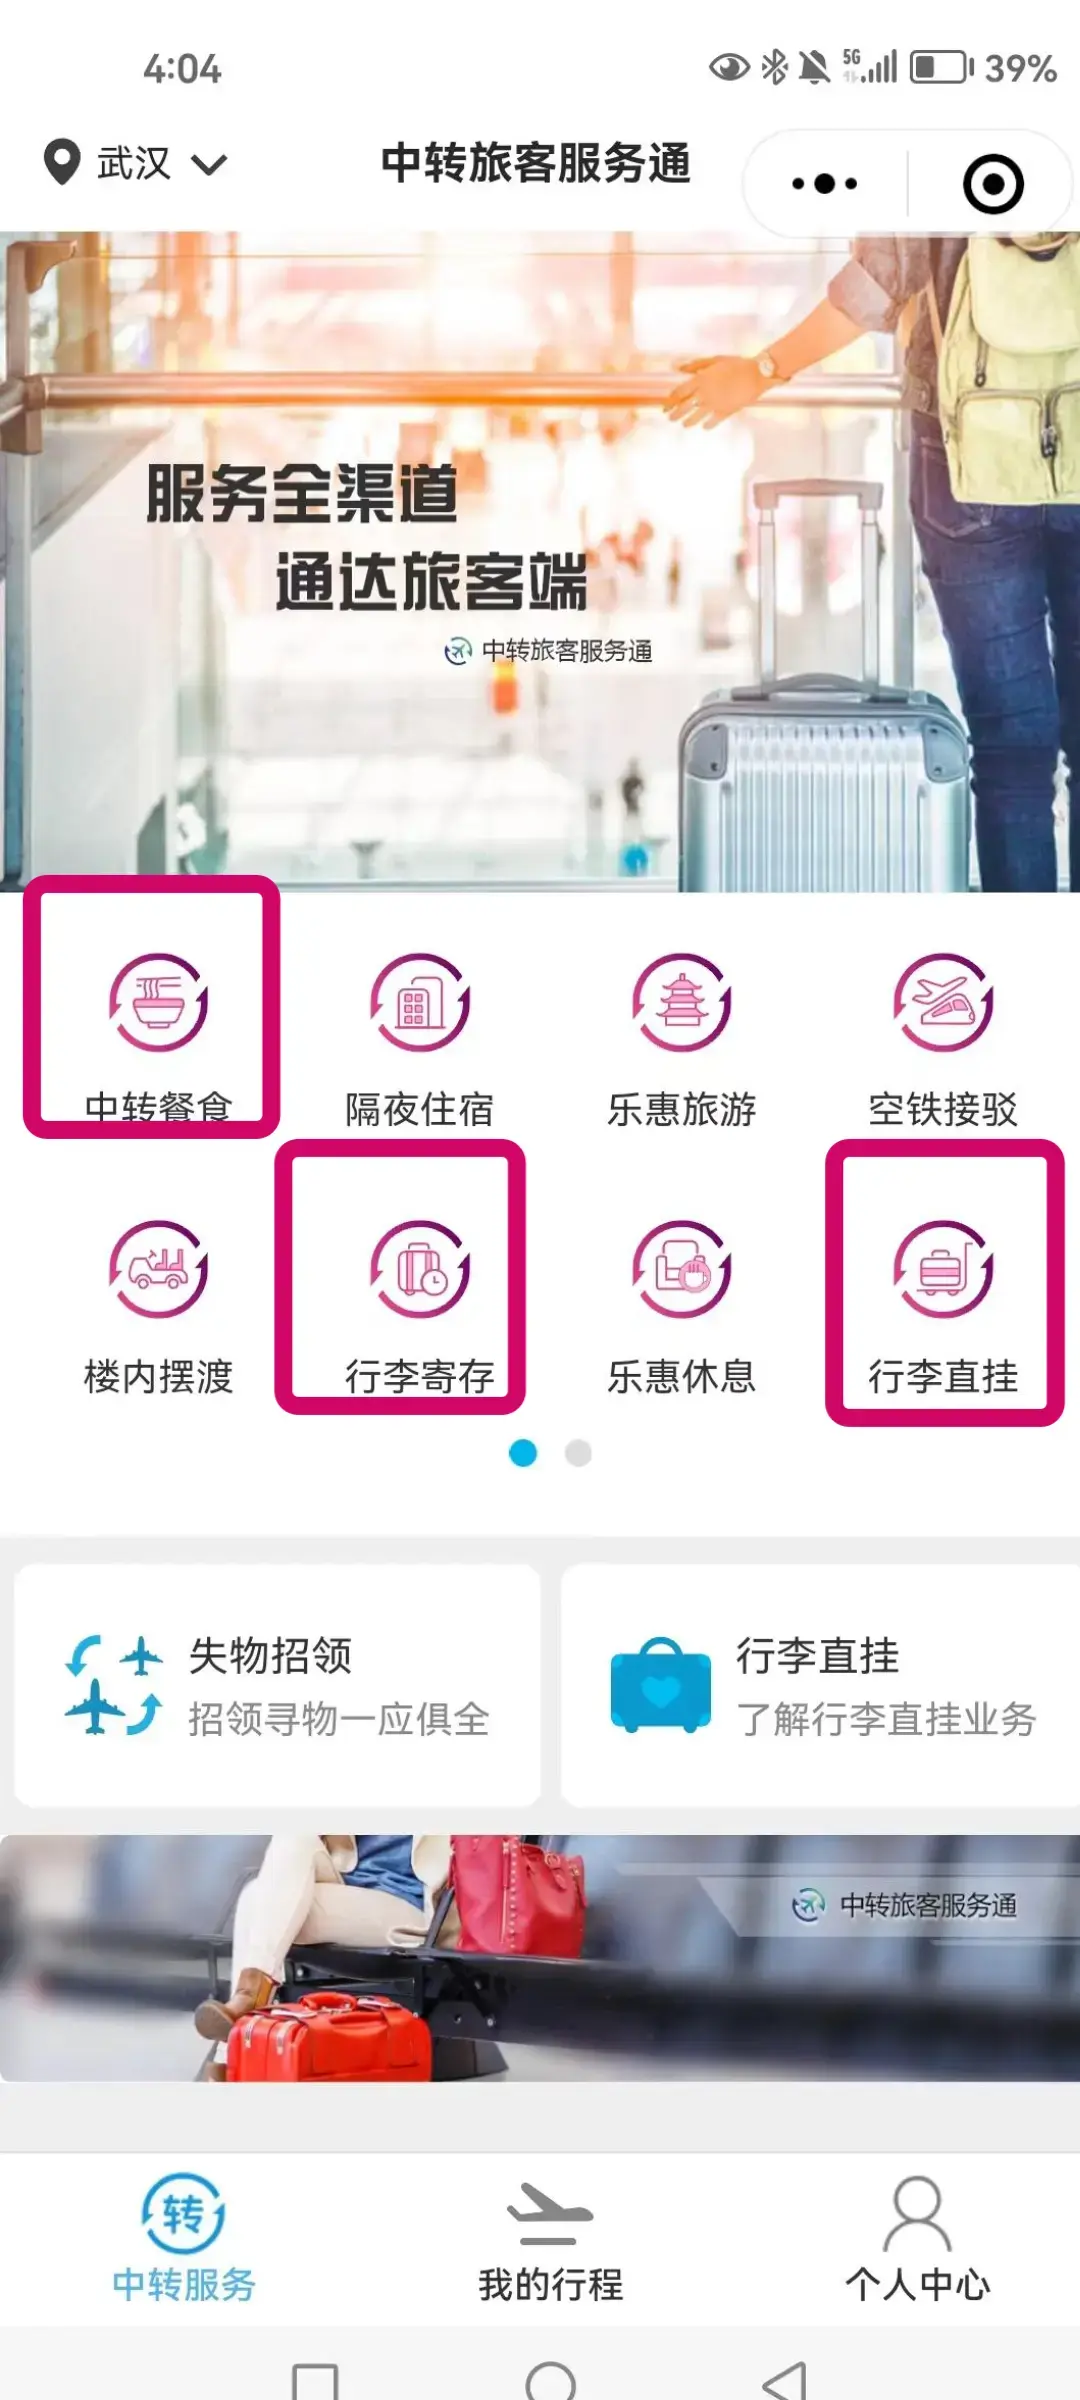 4:04
5G
39%
武汉
中转旅客服务通
服务全渠道
通达旅客端
中转旅客服务通
中转餐食
隔夜住宿
乐惠旅游
空铁接驳
楼内摆渡
行李寄存
乐惠休息
行李直挂
失物招领
招领寻物一应俱全
行李直挂
了解行李直挂业务
中转旅客服务通
转
中转服务
我的行程
个人中心